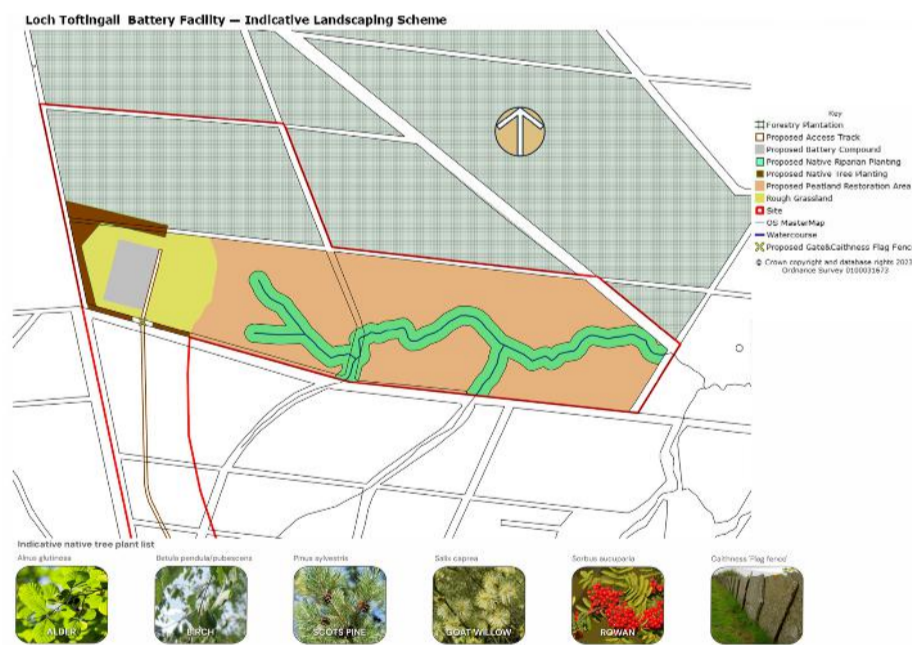 Loch Toftingall Battery Facility — Indicative Landscaping Scheme
Key
Forestry Plantation
Proposed Access Track
Proposed Battery Compound
Proposed Native Riparian Planting
Proposed Native Tree Planting
Proposed Peatland Restoration Area
Rough Grassland
Site
OS MasterMap
Watercourse
Proposed Gate&Caithness Flag Fenc
© Crown copyright and database rights 202
Ordnance Survey 0100031673
Indicative native tree plant list
Alnus glutinosa
Betula pendula/pubescens
Pinus sylvestris
Salix caprea
Sorbus aucuparia
Caithness 'Flag fence'
ALDER
BIRCH
SCOTS PINE
GOAT WILLOW
ROWAN